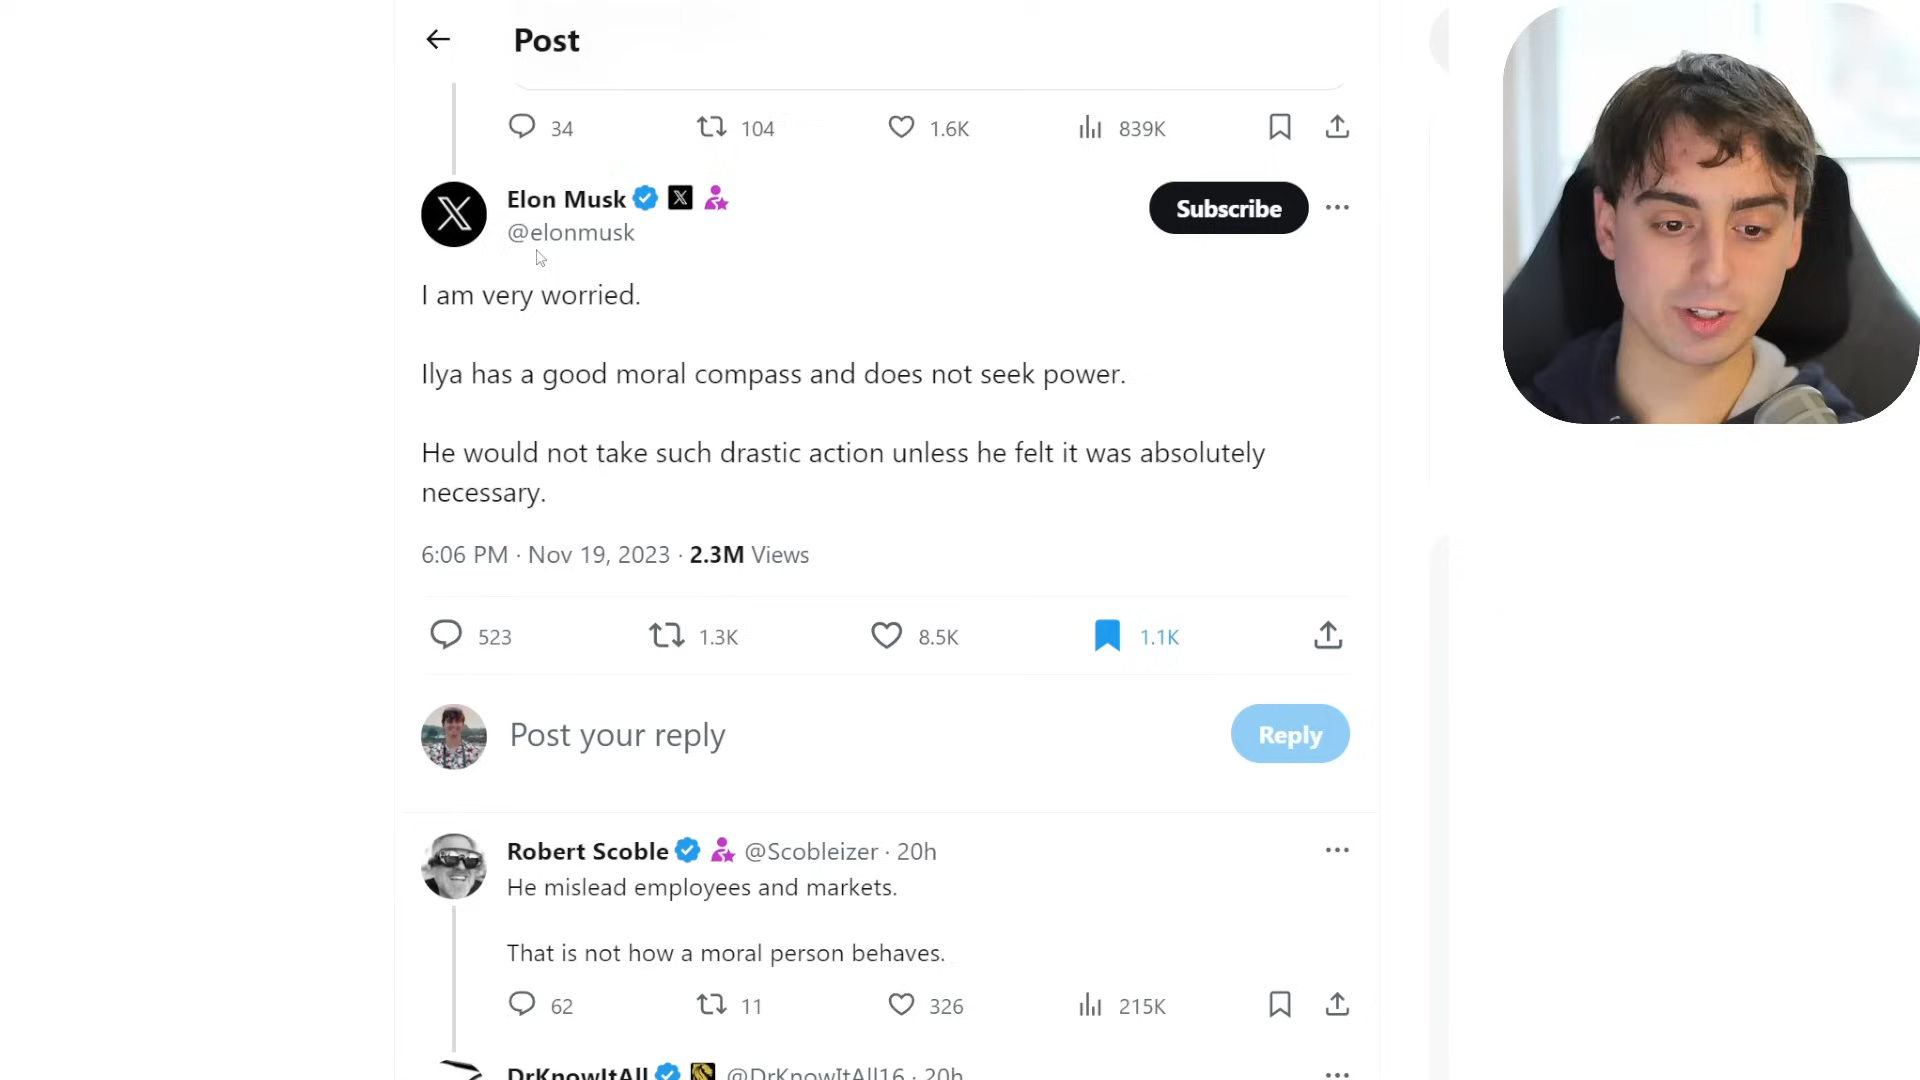 Post
34 104 1.6K 839K
Elon Musk
@elonmusk
Subscribe
I am very worried.
Ilya has a good moral compass and does not seek power.
He would not take such drastic action unless he felt it was absolutely
necessary.
6:06 PM · Nov 19, 2023 · 2.3M Views
523 1.3K 8.5K 1.1K
Post your reply
Reply
Robert Scoble @Scobleizer · 20h
He mislead employees and markets.
That is not how a moral person behaves.
62 11 326 215K
DrKnowItAll @DrKnowItAll16 · 20h